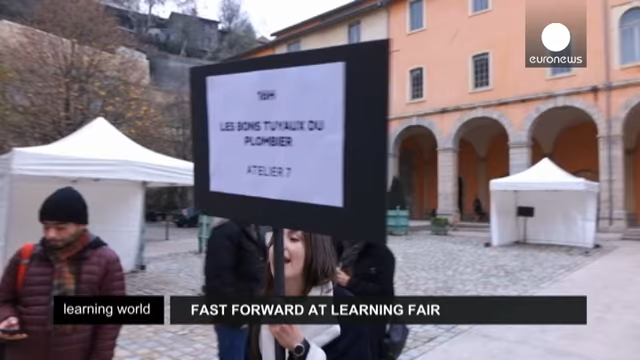 euronews
16H
LES BONS TUYAUX DU
PLOMBIER
ATELIER 7
learning world
FAST FORWARD AT LEARNING FAIR